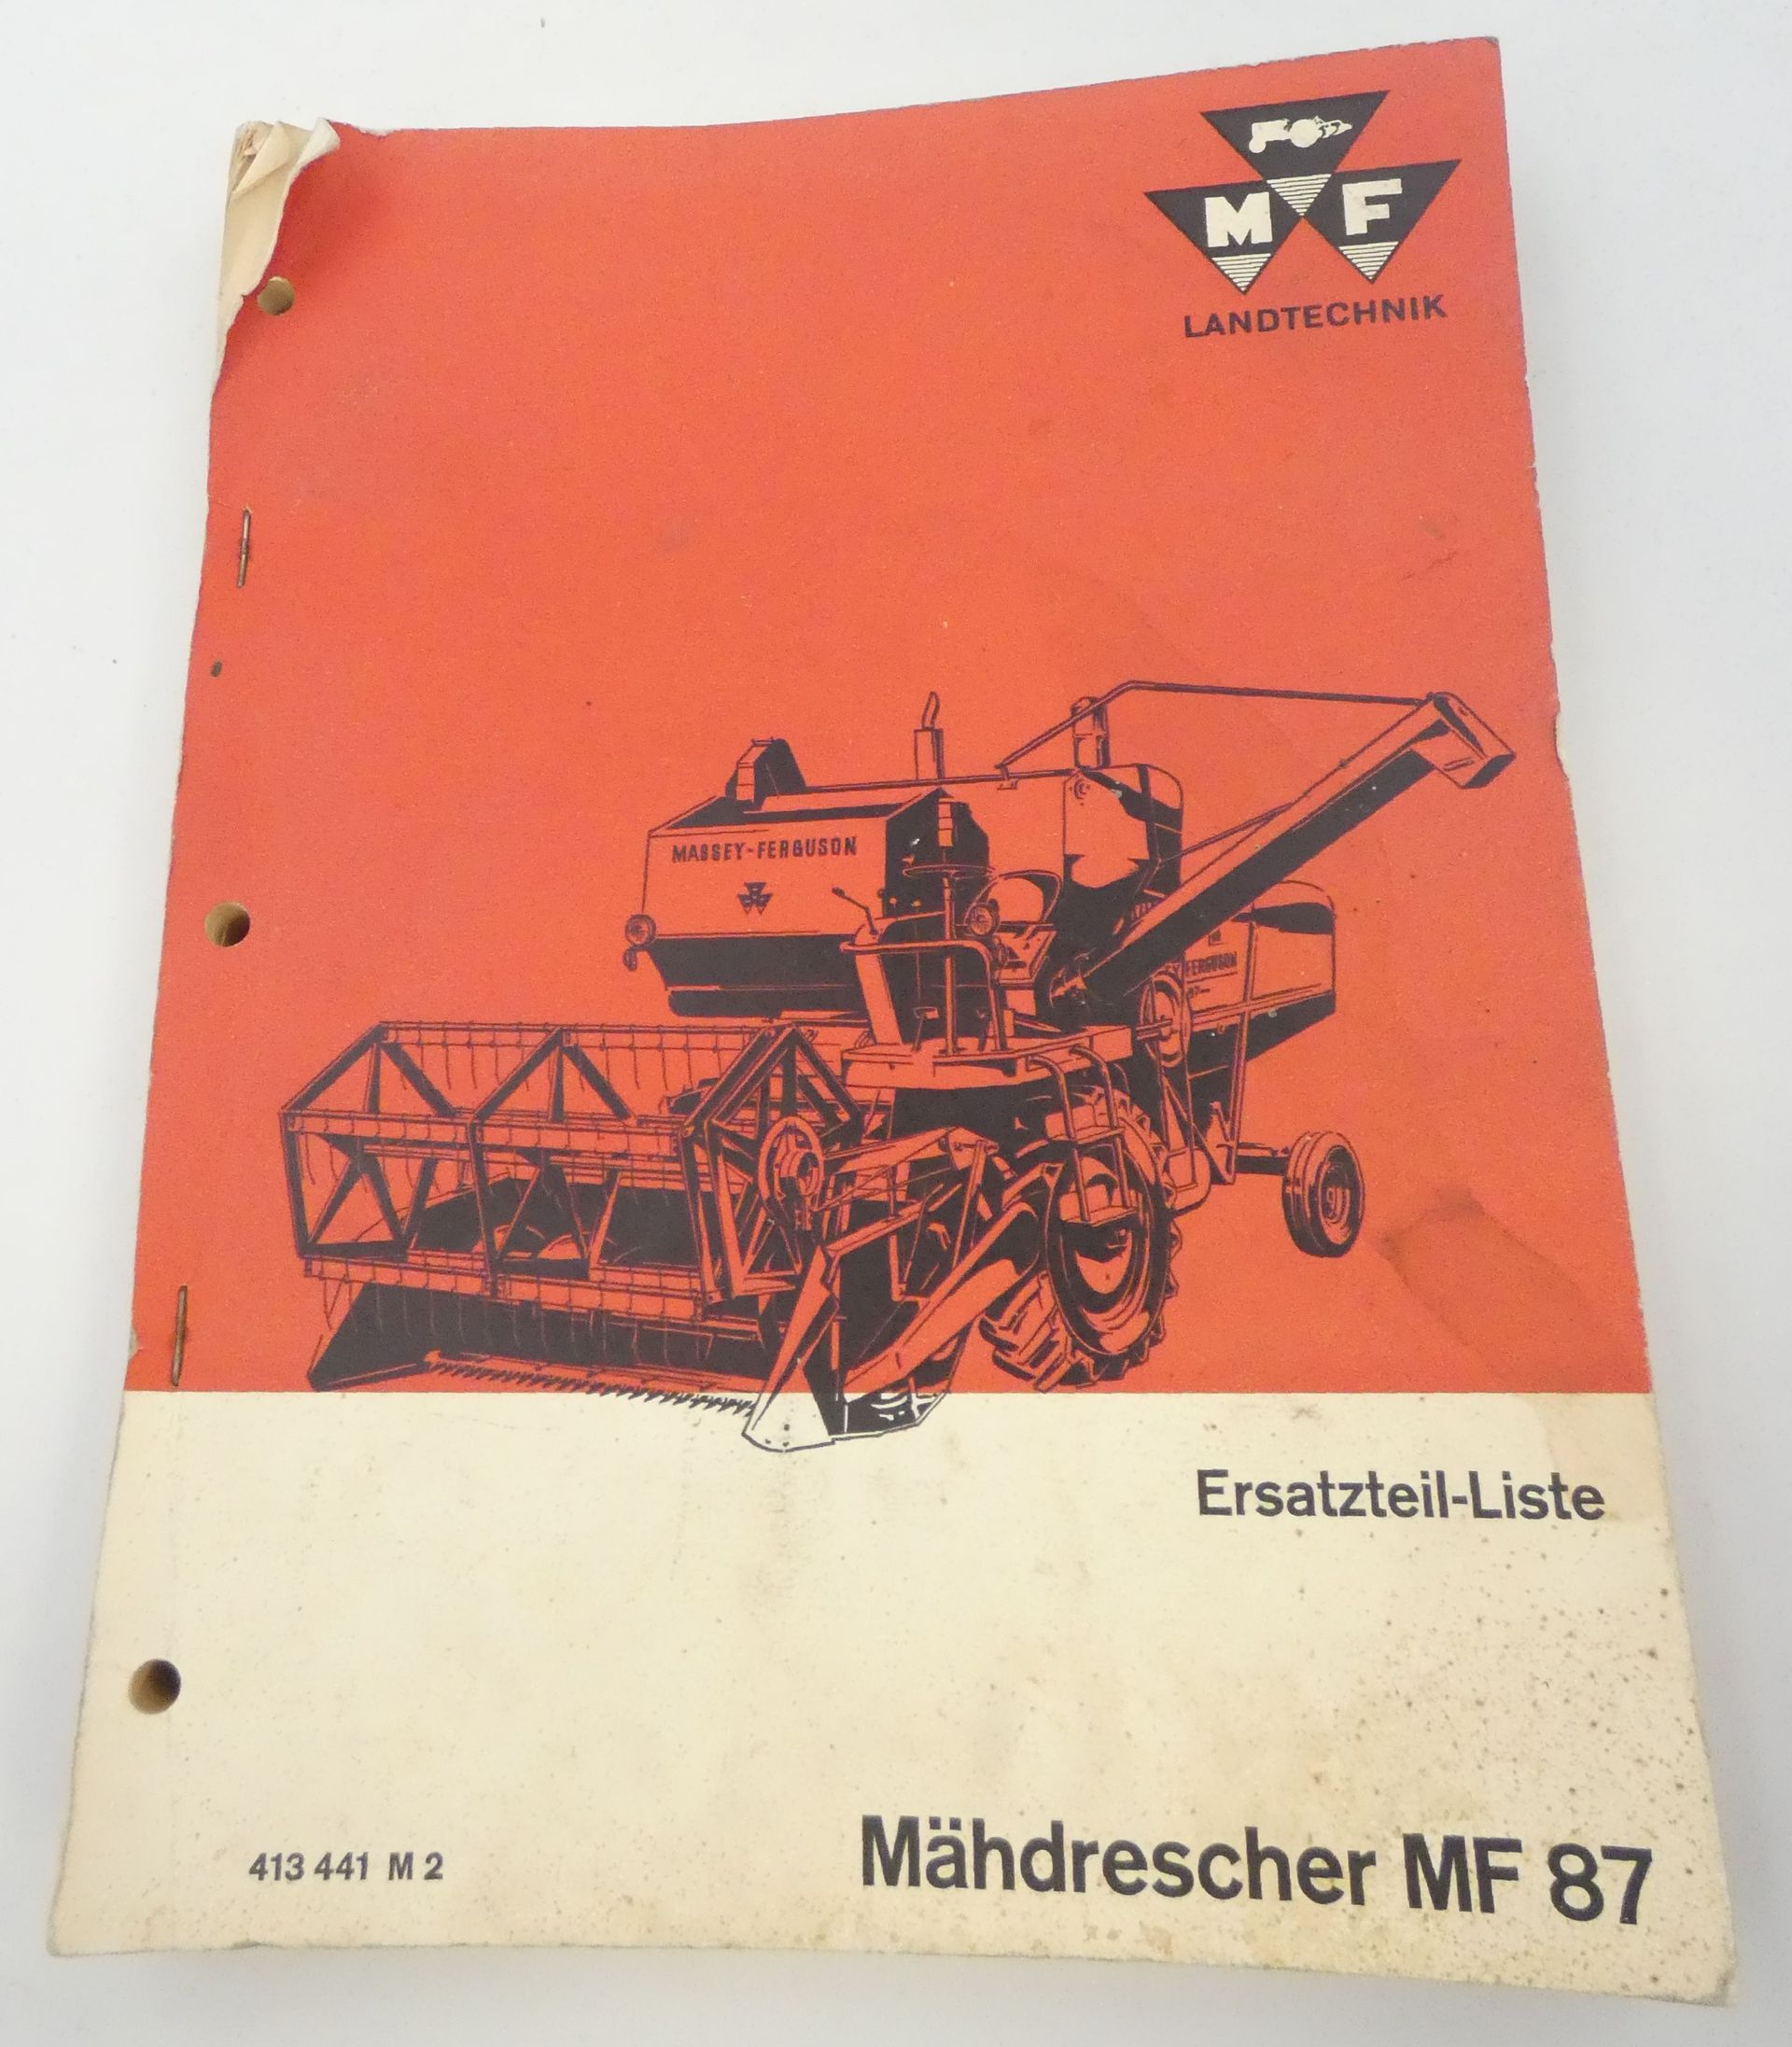 M F
LANDTECHNIK
MASSEY-FERGUSON
FERGUSON
Ersatzteil-Liste
413 441 M 2
Mähdrescher MF 87